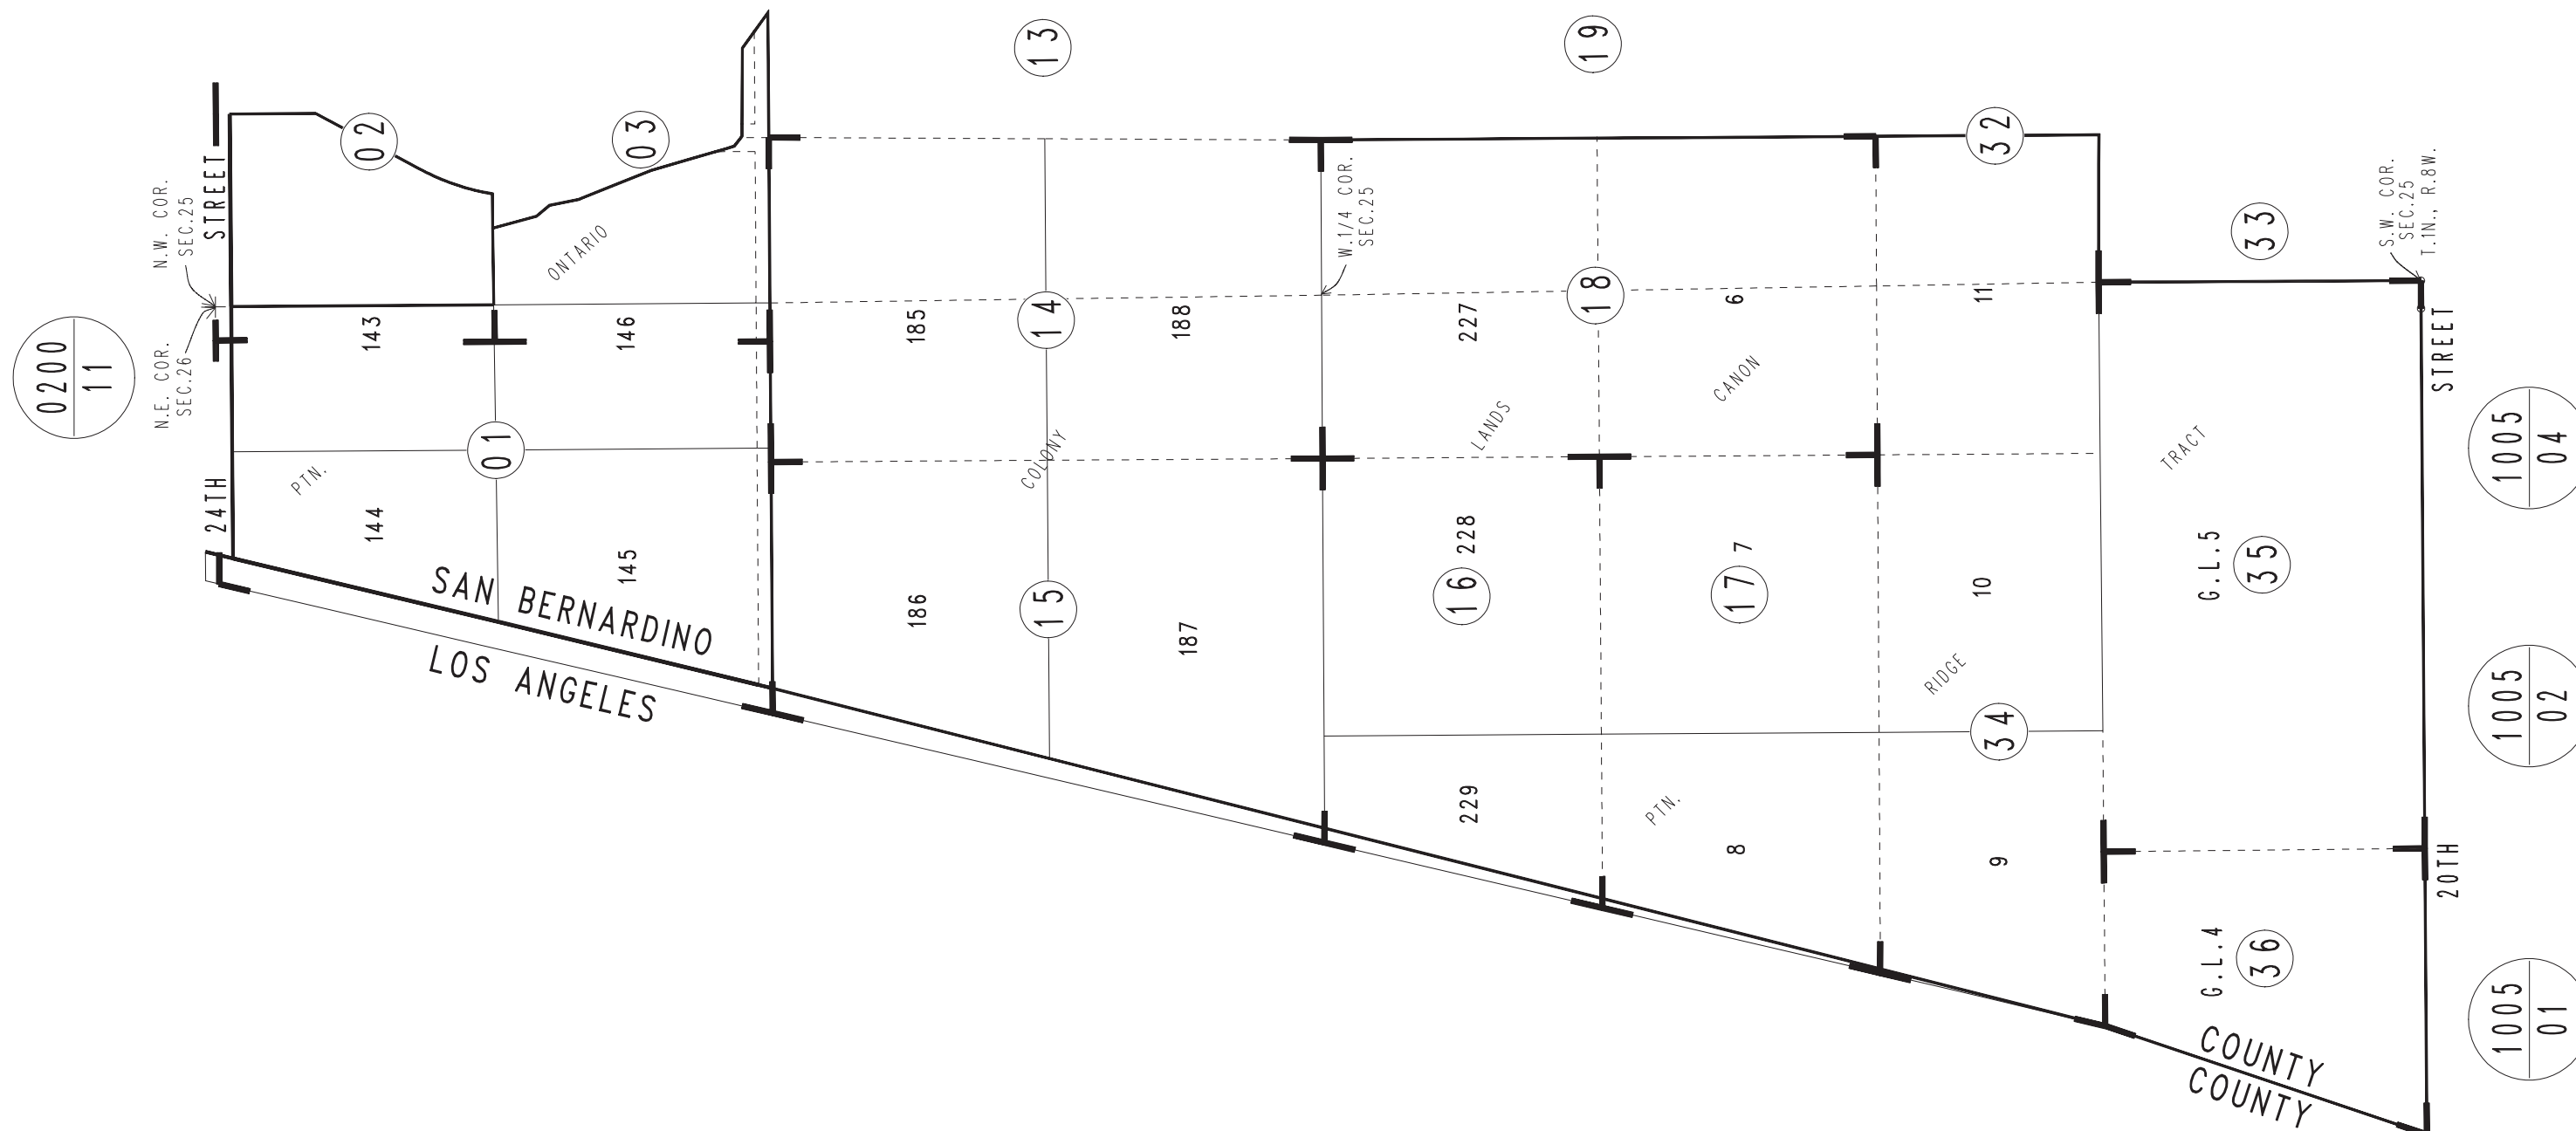 0200
11
N.W. COR.
SEC.25
N.E. COR.
SEC.26
STREET
24TH
02
03
13
19
32
33
ONTARIO
143
146
01
PTN.
144
145
SAN BERNARDINO
LOS ANGELES
185
14
188
COLONY
186
15
187
W.1/4 COR.
SEC.25
227
18
6
11
LANDS
CANON
16
228
17
7
10
RIDGE
34
229
PTN.
8
9
TRACT
G.L.5
35
G.L.4
36
S.W. COR.
SEC.25
T.1N., R.8W.
STREET
20TH
1005
04
1005
02
1005
01
COUNTY
COUNTY